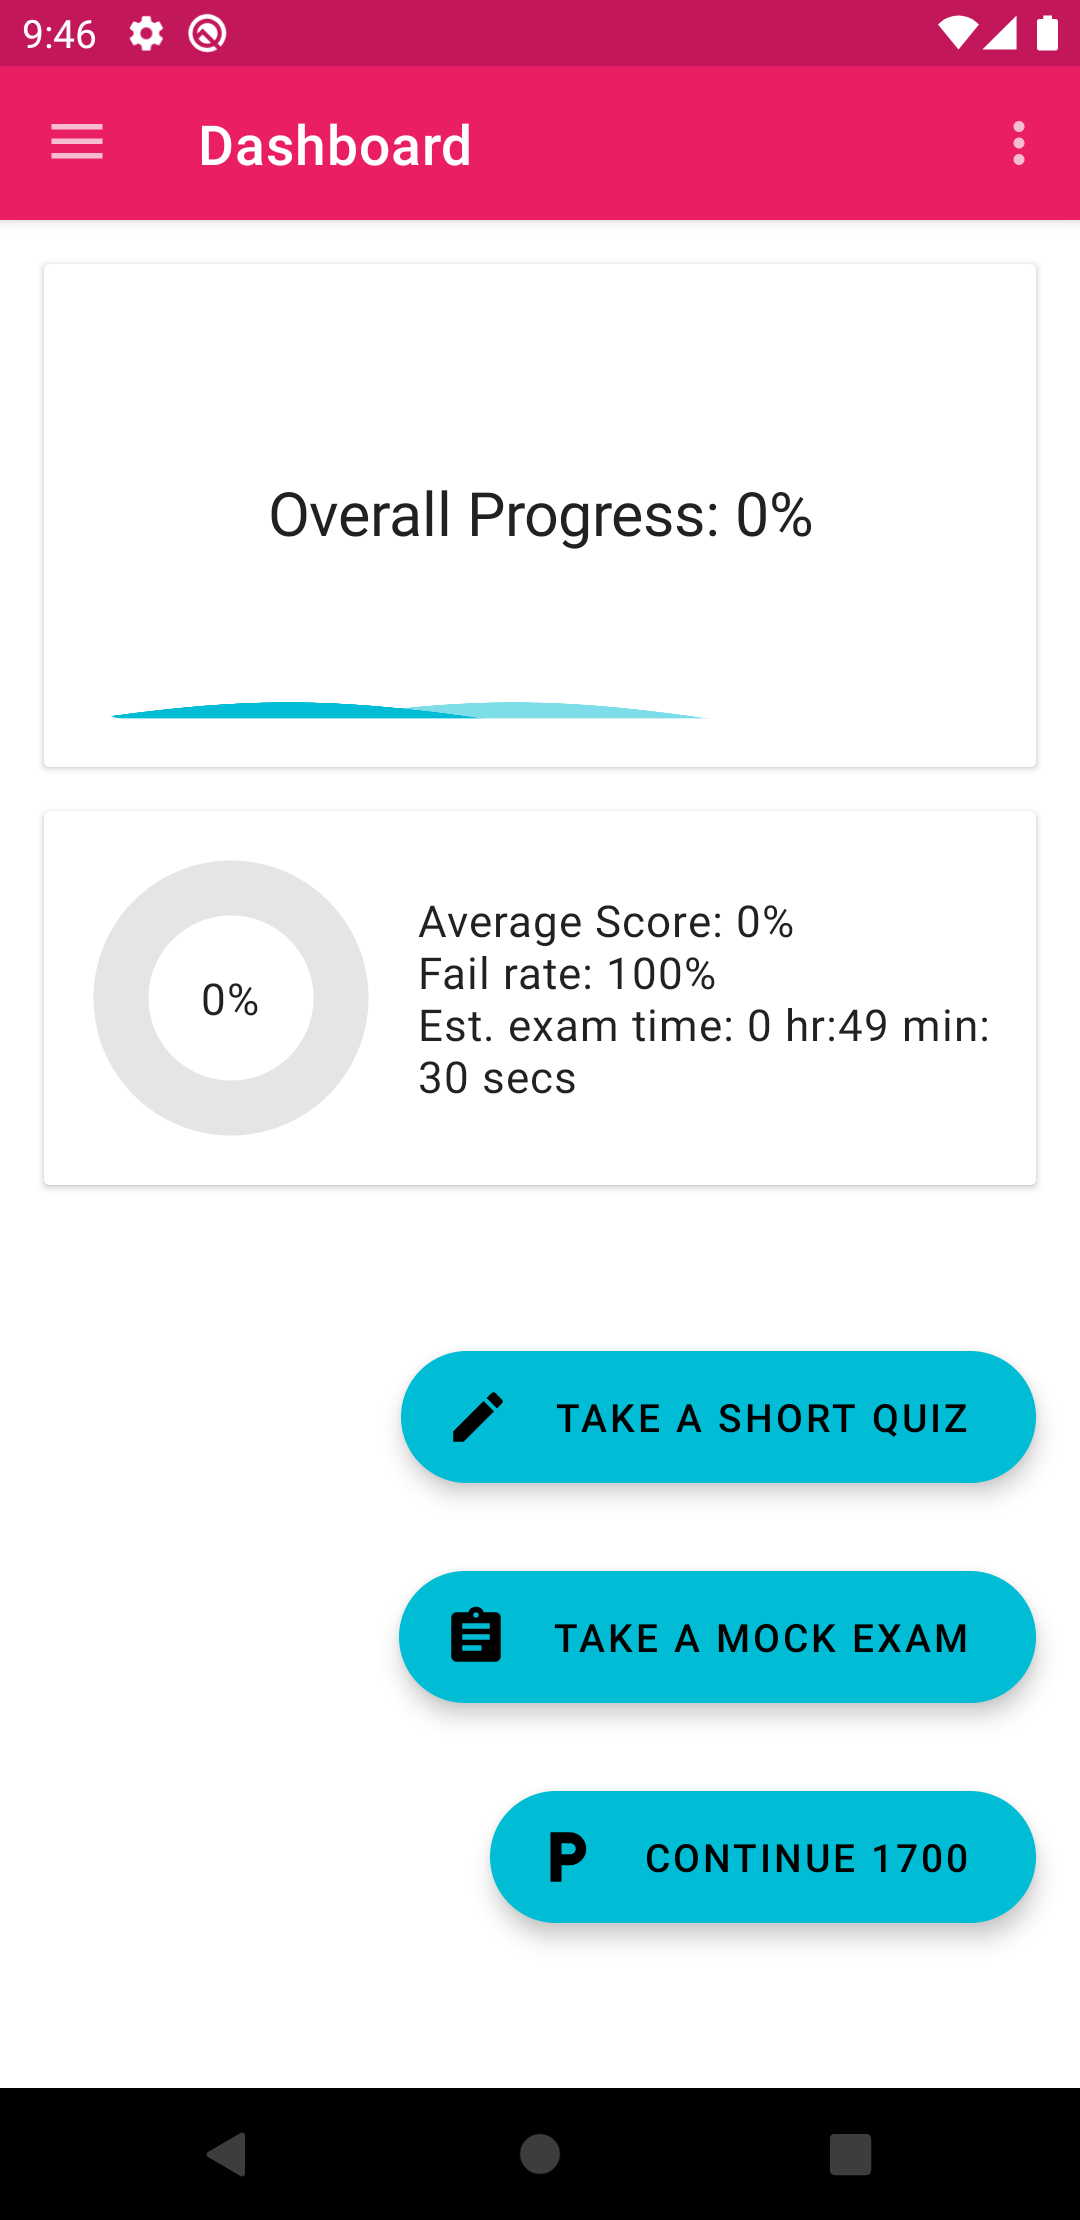 9:46
Dashboard
Overall Progress: 0%
0%
Average Score: 0%
Fail rate: 100%
Est. exam time: 0 hr:49 min:
30 secs
TAKE A SHORT QUIZ
TAKE A MOCK EXAM
P CONTINUE 1700